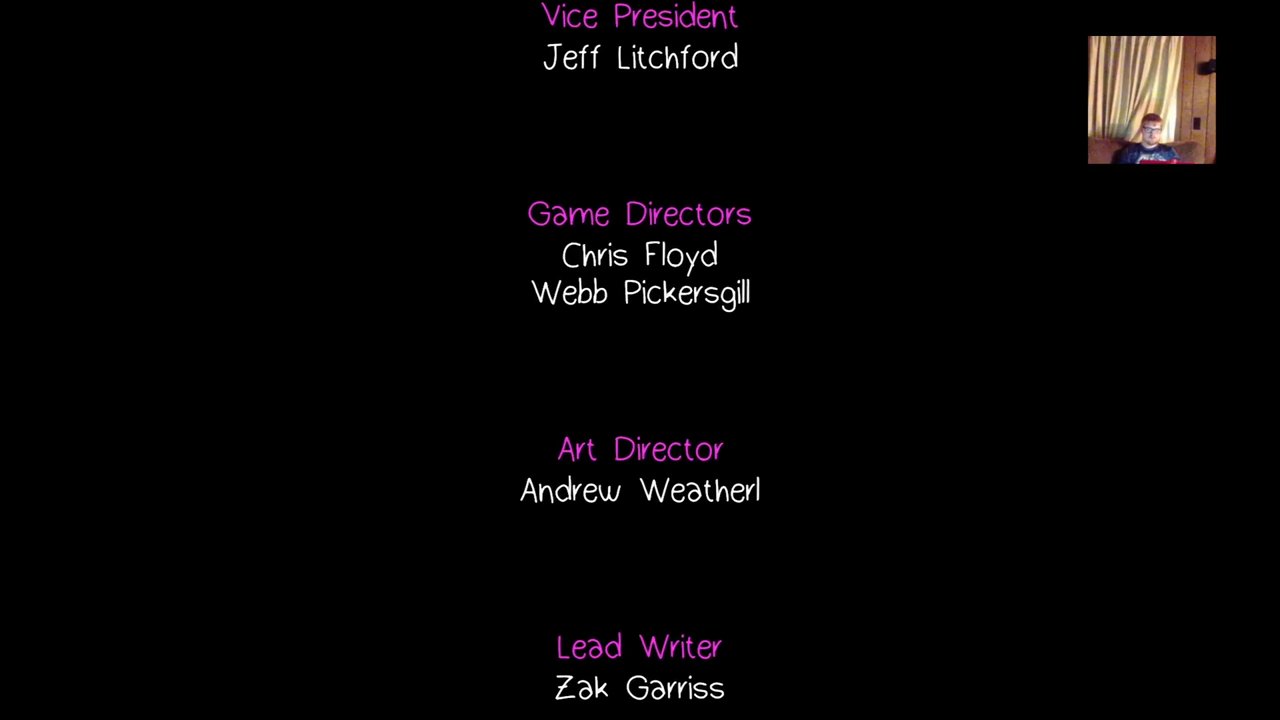 Vice President
Jeff Litchford
Game Directors
Chris Floyd
Webb Pickersgill
Art Director
Andrew Weatherl
Lead Writer
Zak Garriss